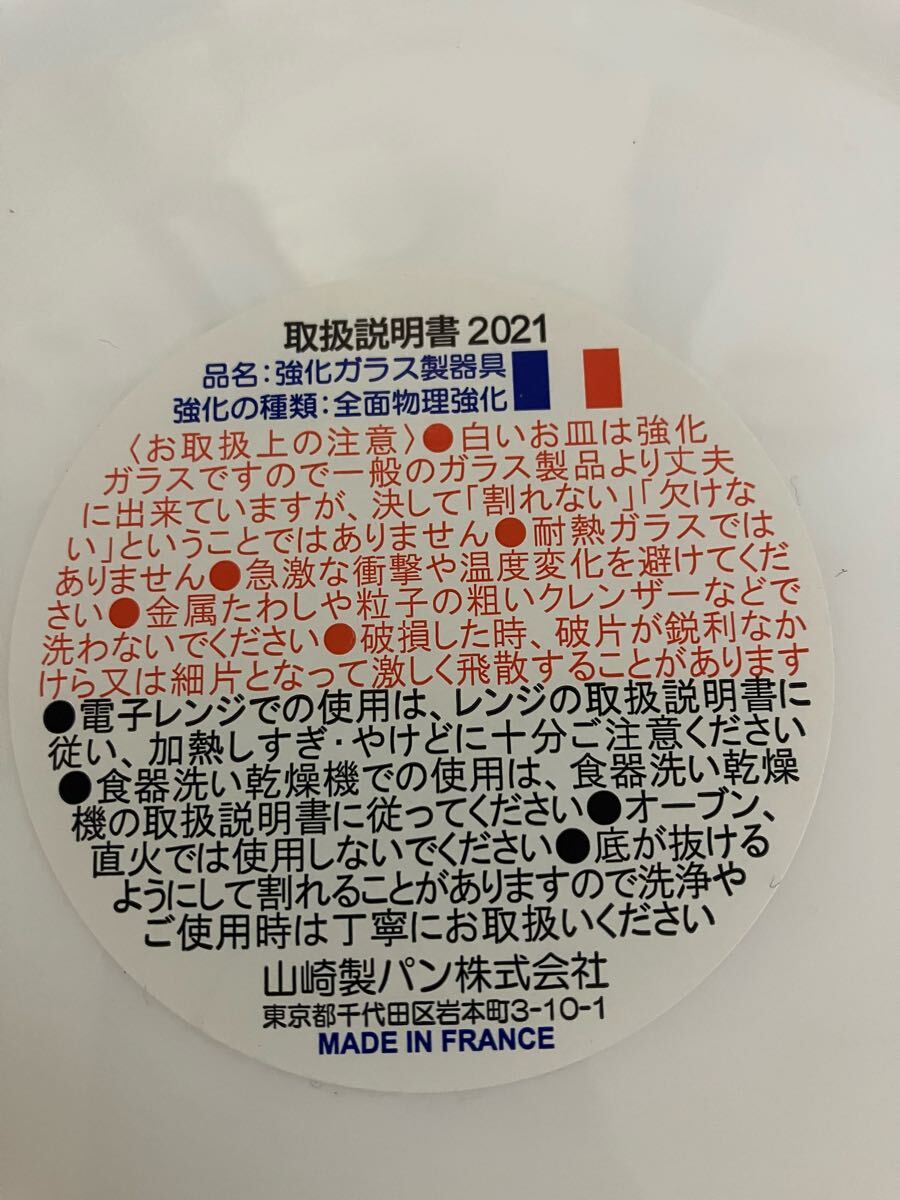 取扱説明書 2021
品名:強化ガラス製器具
強化の種類:全面物理強化
〈お取扱上の注意〉●白いお皿は強化
ガラスですので一般のガラス製品より丈夫
に出来ていますが、決して「割れない」「欠けな
い」ということではありません●耐熱ガラスでは
ありません●急激な衝撃や温度変化を避けてくだ
さい●金属たわしや粒子の粗いクレンザーなどで
洗わないでください●破損した時、破片が鋭利なか
けら又は細片となって激しく飛散することがあります
●電子レンジでの使用は、レンジの取扱説明書に
従い、加熱しすぎ・やけどに十分ご注意ください
●食器洗い乾燥機での使用は、食器洗い乾燥
機の取扱説明書に従ってください●オーブン、
直火では使用しないでください●底が抜ける
ようにして割れることがありますので洗浄や
ご使用時は丁寧にお取扱いください
山崎製パン株式会社
東京都千代田区岩本町3-10-1
MADE IN FRANCE